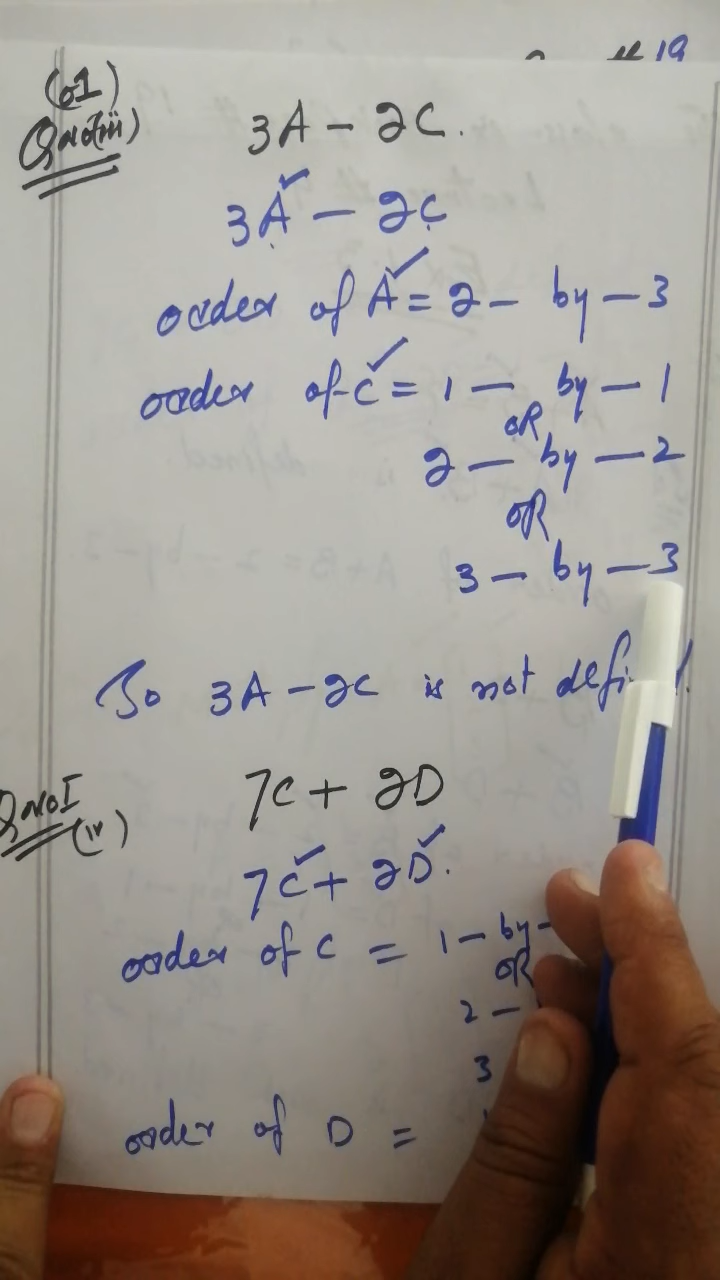 # 19
(01)
Q no (iii)
3A - 2C.
3A - 2C
order of A = 2 - by - 3
order of C = 1 - by - 1
OR
2 - by - 2
OR
3 - by - 3
So 3A - 2C is not defi
Q no I
(iv)
7C + 2D
7C + 2D.
order of C = 1 - by -
OR
2 -
3
order of D =